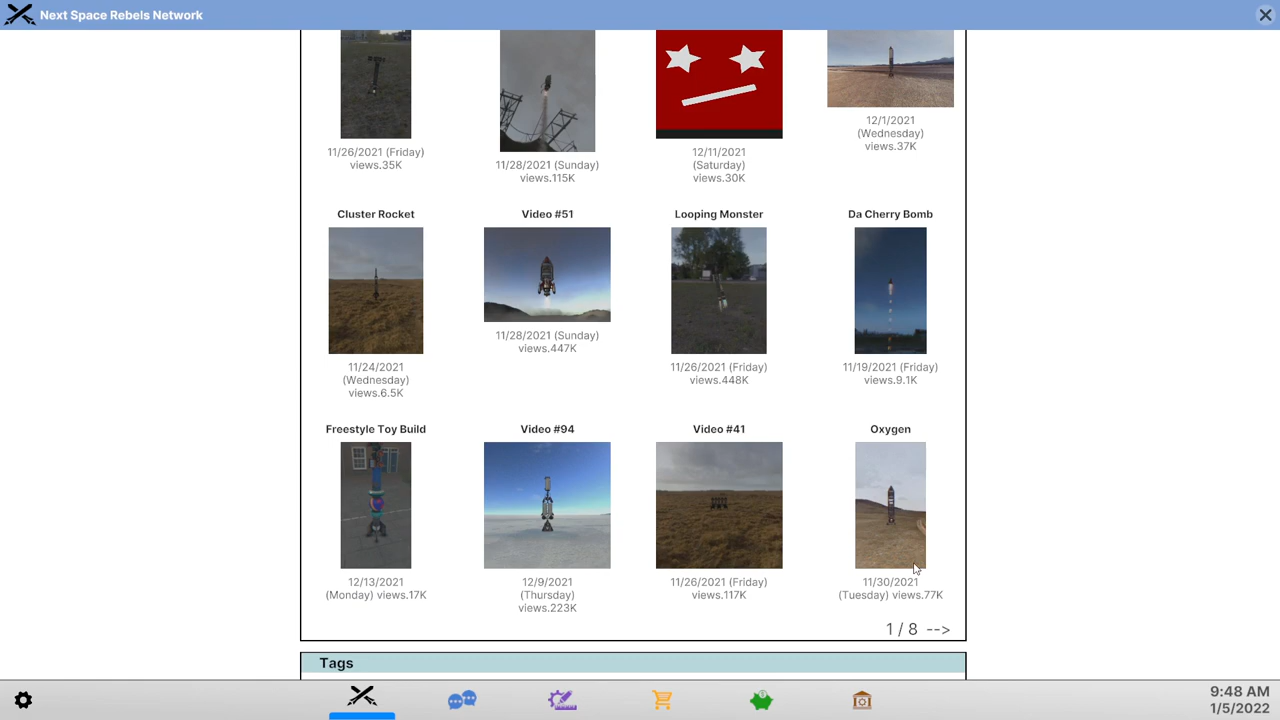 Next Space Rebels Network
11/26/2021 (Friday)
views.35K
11/28/2021 (Sunday)
views.115K
12/11/2021
(Saturday)
views.30K
12/1/2021
(Wednesday)
views.37K
Cluster Rocket
11/24/2021
(Wednesday)
views.6.5K
Video #51
11/28/2021 (Sunday)
views.447K
Looping Monster
11/26/2021 (Friday)
views.448K
Da Cherry Bomb
11/19/2021 (Friday)
views.9.1K
Freestyle Toy Build
12/13/2021
(Monday) views.17K
Video #94
12/9/2021
(Thursday)
views.223K
Video #41
11/26/2021 (Friday)
views.117K
Oxygen
11/30/2021
(Tuesday) views.77K
1 / 8 -->
Tags
9:48 AM
1/5/2022